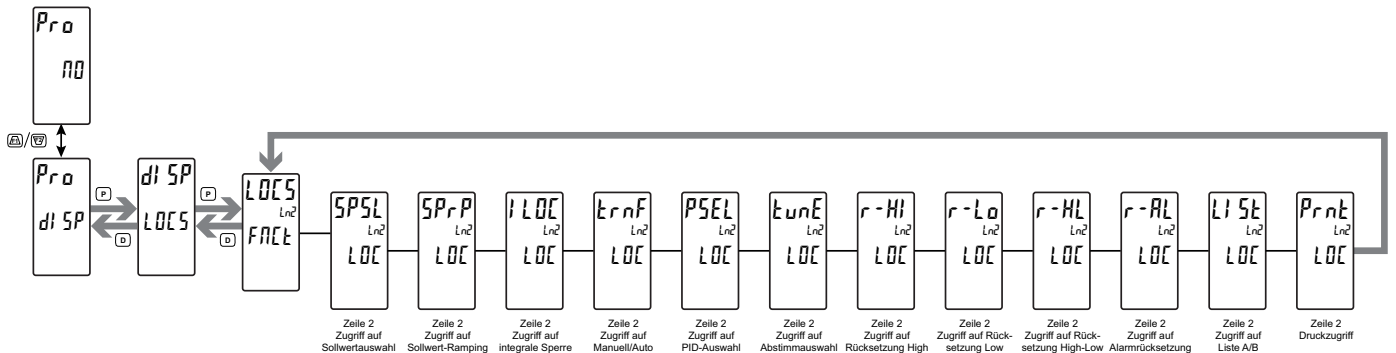 Pro
NO
A/V
Pro
dISP
P
D
dISP
LOCS
P
D
LOCS
Ln2
FNCt
SPSL
Ln2
LOC
Zeile 2
Zugriff auf
Sollwertauswahl
SPrP
Ln2
LOC
Zeile 2
Zugriff auf
Sollwert-Ramping
ILOC
Ln2
LOC
Zeile 2
Zugriff auf
integrale Sperre
trnF
Ln2
LOC
Zeile 2
Zugriff auf
Manuell/Auto
PSEL
Ln2
LOC
Zeile 2
Zugriff auf
PID-Auswahl
tunE
Ln2
LOC
Zeile 2
Zugriff auf
Abstimmauswahl
r-HI
Ln2
LOC
Zeile 2
Zugriff auf
Rücksetzung High
r-Lo
Ln2
LOC
Zeile 2
Zugriff auf Rück-
setzung Low
r-HL
Ln2
LOC
Zeile 2
Zugriff auf Rück-
setzung High-Low
r-AL
Ln2
LOC
Zeile 2
Zugriff auf
Alarmrücksetzung
LISt
Ln2
LOC
Zeile 2
Zugriff auf
Liste A/B
Prnt
Ln2
LOC
Zeile 2
Druckzugriff